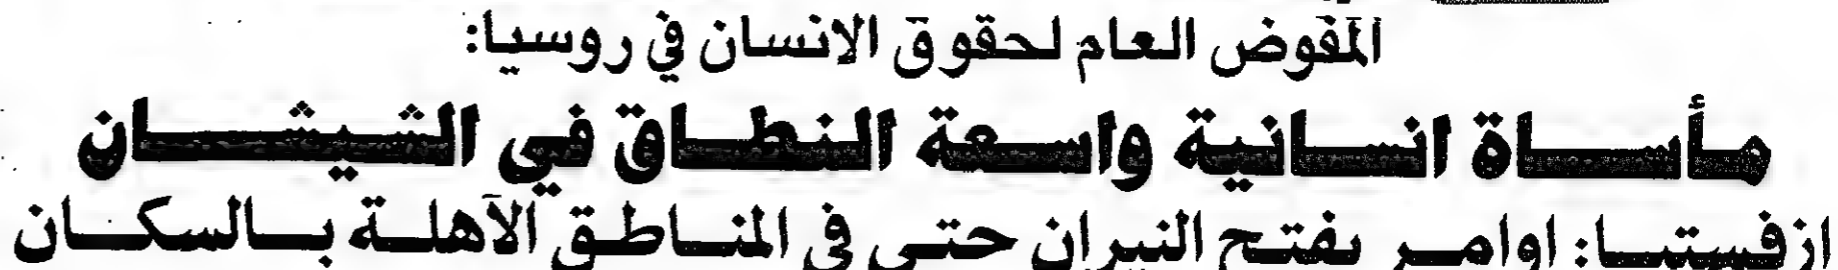 المفوض العام لحقوق الانسان في روسيا:
مأساة انسانية واسعة النطاق في الشيشان
ازفيستيا: اوامر بفتح النيران حتى في المناطق الآهلة بالسكان